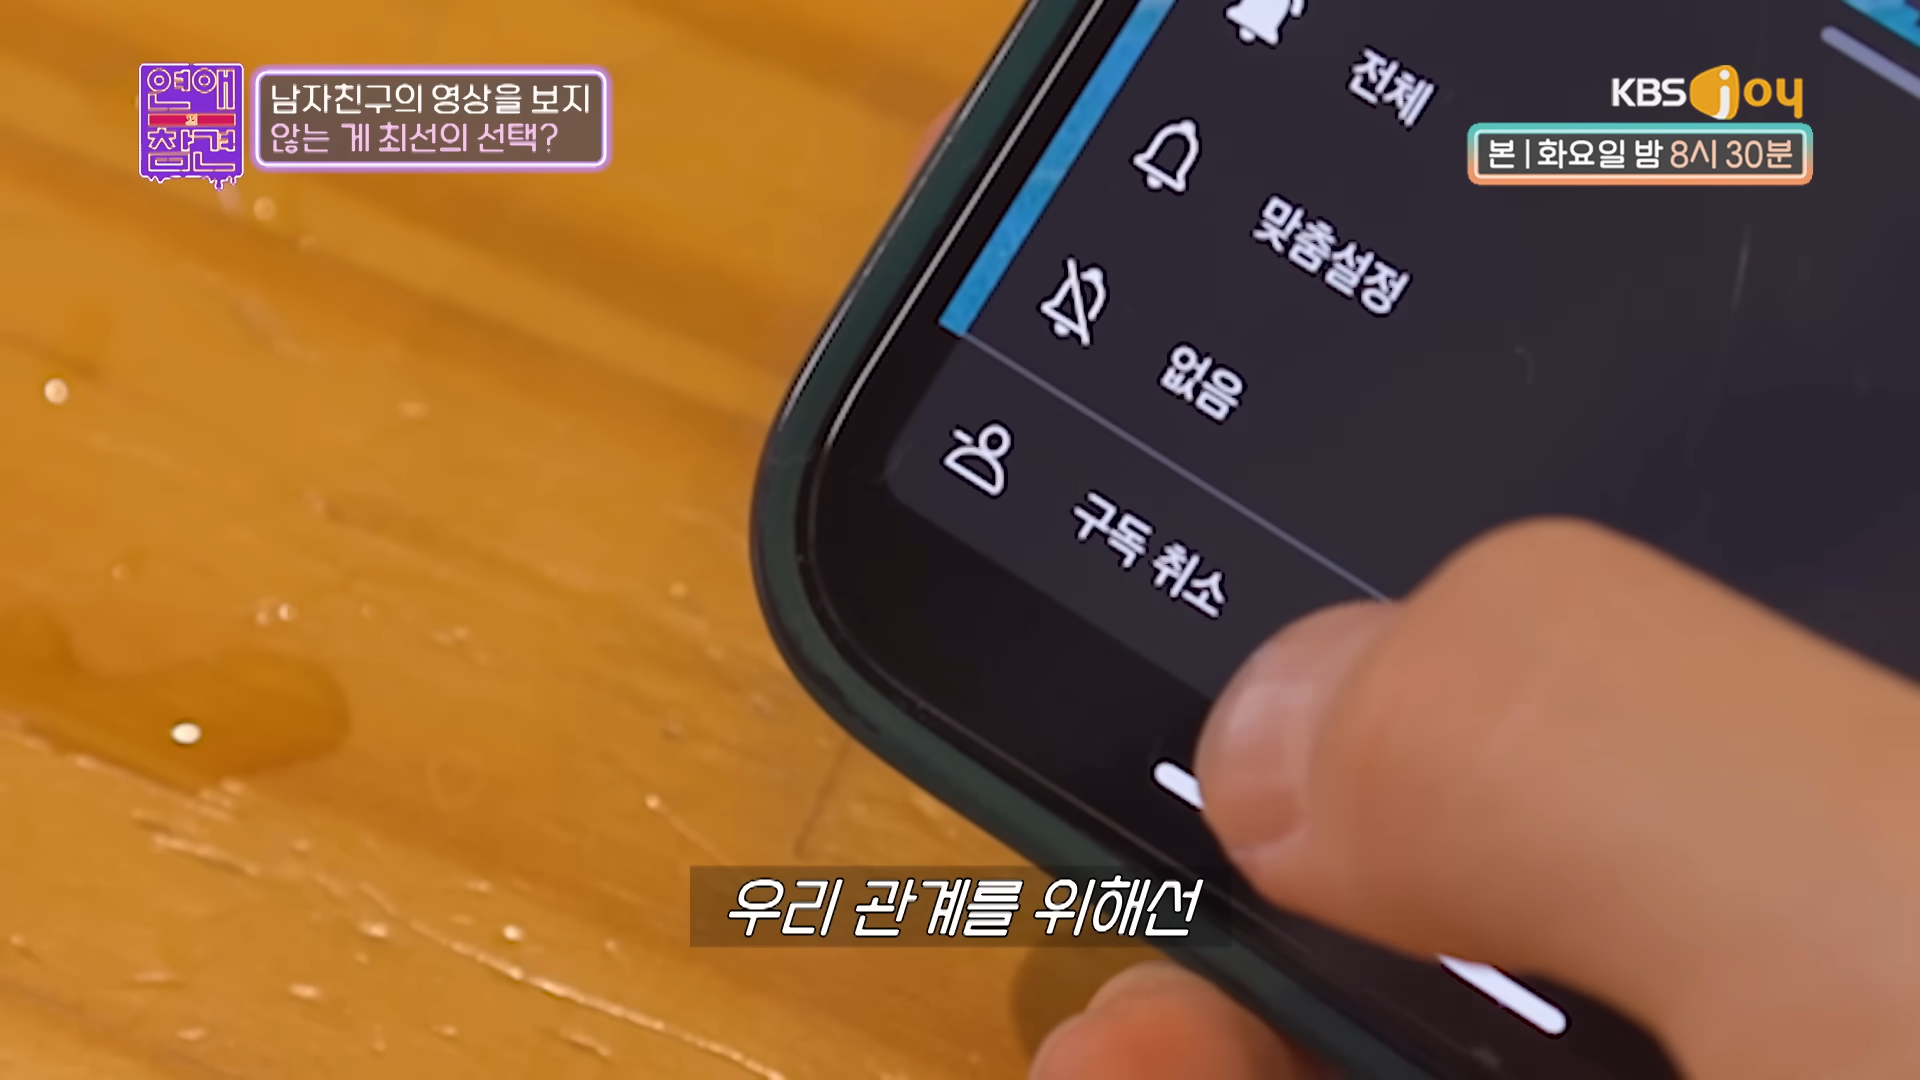 연애의
참견
남자친구의 영상을 보지
않는 게 최선의 선택?
KBS joy
본 | 화요일 밤 8시 30분
전체
맞춤설정
없음
구독 취소
우리 관계를 위해선